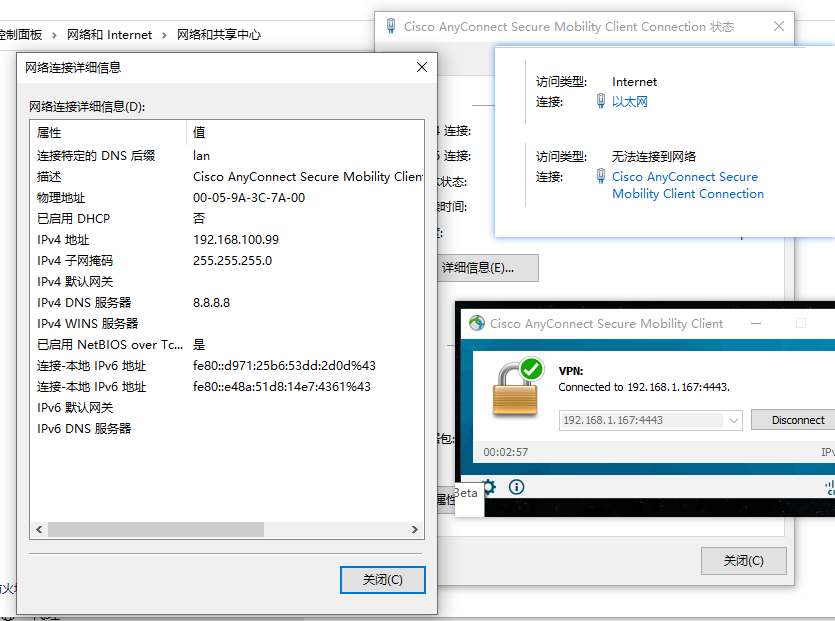 控制面板 > 网络和 Internet > 网络和共享中心
网络连接详细信息
网络连接详细信息(D):
属性 值
连接特定的 DNS 后缀 lan
描述 Cisco AnyConnect Secure Mobility Clien
物理地址 00-05-9A-3C-7A-00
已启用 DHCP 否
IPv4 地址 192.168.100.99
IPv4 子网掩码 255.255.255.0
IPv4 默认网关
IPv4 DNS 服务器 8.8.8.8
IPv4 WINS 服务器
已启用 NetBIOS over Tc... 是
连接-本地 IPv6 地址 fe80::d971:25b6:53dd:2d0d%43
连接-本地 IPv6 地址 fe80::e48a:51d8:14e7:4361%43
IPv6 默认网关
IPv6 DNS 服务器
关闭(C)
Cisco AnyConnect Secure Mobility Client Connection 状态
4 连接:
连接:
状态:
时间:
详细信息(E)...
据包:
属性
关闭(C)
访问类型: Internet
连接: 以太网
访问类型: 无法连接到网络
连接: Cisco AnyConnect Secure
Mobility Client Connection
Cisco AnyConnect Secure Mobility Client
VPN:
Connected to 192.168.1.167:4443.
192.168.1.167:4443
Disconnect
00:02:57
IPv
Beta